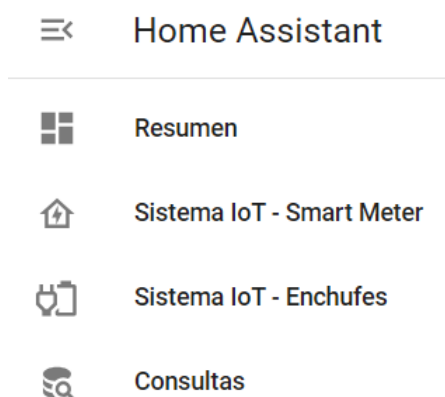 Home Assistant
Resumen
Sistema IoT - Smart Meter
Sistema IoT - Enchufes
Consultas